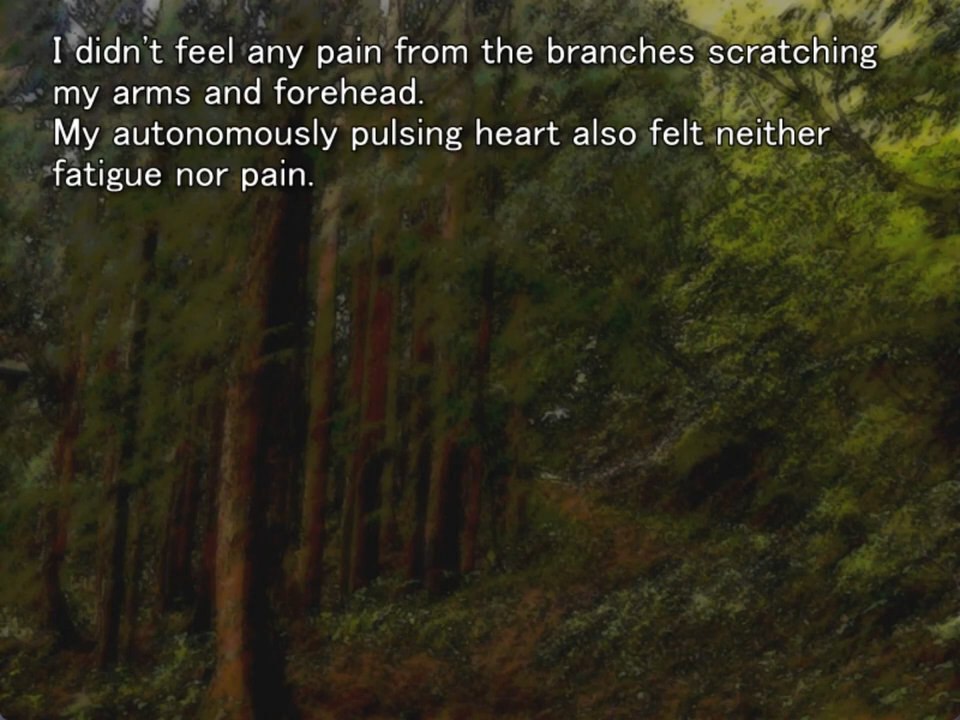 I didn't feel any pain from the branches scratching
my arms and forehead.
My autonomously pulsing heart also felt neither
fatigue nor pain.